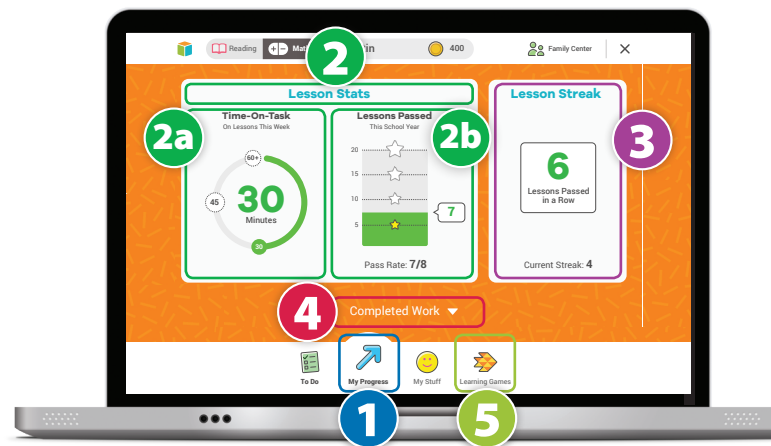 Reading
Mat
in
400
Family Center
2
Lesson Stats
Lesson Streak
2a
Time-On-Task
On Lessons This Week
60+
45
30
Minutes
30
Lessons Passed
This School Year
20
15
10
5
7
Pass Rate: 7/8
2b
3
6
Lessons Passed
in a Row
Current Streak: 4
4
Completed Work
To Do
My Progress
My Stuff
Learning Games
1
5